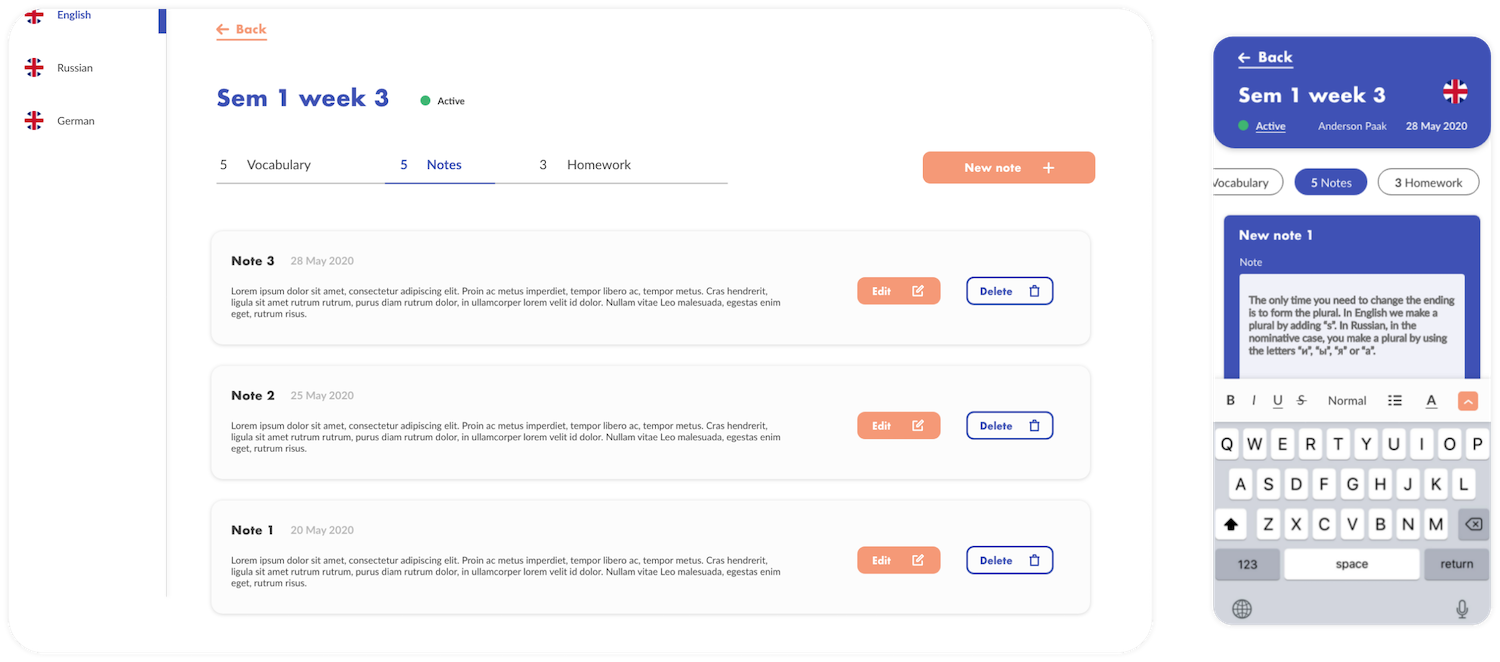 English
Russian
German
← Back
Sem 1 week 3
Active
5 Vocabulary
5 Notes
3 Homework
New note +
Note 3 28 May 2020
Lorem ipsum dolor sit amet, consectetur adipiscing elit. Proin ac metus imperdiet, tempor libero ac, tempor metus. Cras hendrerit,
ligula sit amet rutrum rutrum, purus diam rutrum dolor, in ullamcorper lorem velit id dolor. Nullam vitae Leo malesuada, egestas enim
eget, rutrum risus.
Edit
Delete
Note 2 25 May 2020
Lorem ipsum dolor sit amet, consectetur adipiscing elit. Proin ac metus imperdiet, tempor libero ac, tempor metus. Cras hendrerit,
ligula sit amet rutrum rutrum, purus diam rutrum dolor, in ullamcorper lorem velit id dolor. Nullam vitae Leo malesuada, egestas enim
eget, rutrum risus.
Edit
Delete
Note 1 20 May 2020
Lorem ipsum dolor sit amet, consectetur adipiscing elit. Proin ac metus imperdiet, tempor libero ac, tempor metus. Cras hendrerit,
ligula sit amet rutrum rutrum, purus diam rutrum dolor, in ullamcorper lorem velit id dolor. Nullam vitae Leo malesuada, egestas enim
eget, rutrum risus.
Edit
Delete
← Back
Sem 1 week 3
Active Anderson Paak 28 May 2020
Vocabulary
5 Notes
3 Homework
New note 1
Note
The only time you need to change the ending
is to form the plural. In English we make a
plural by adding "s". In Russian, in the
nominative case, you make a plural by using
the letters "и", "ы", "я" or "а".
B I U S Normal A
Q W E R T Y U I O P
A S D F G H J K L
Z X C V B N M
123 space return